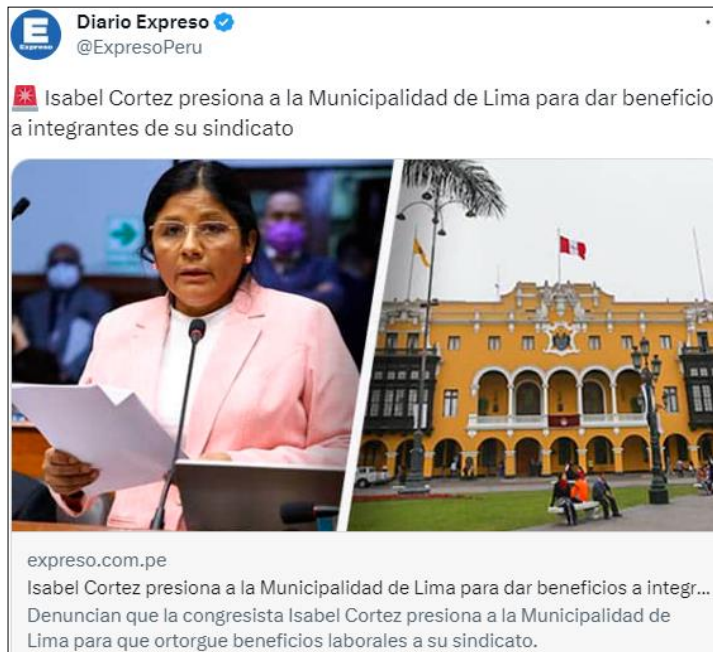 Diario Expreso
@ExpresoPeru
Isabel Cortez presiona a la Municipalidad de Lima para dar beneficio
a integrantes de su sindicato
Expreso
expreso.com.pe
Isabel Cortez presiona a la Municipalidad de Lima para dar beneficios a integr...
Denuncian que la congresista Isabel Cortez presiona a la Municipalidad de
Lima para que ortorgue beneficios laborales a su sindicato.